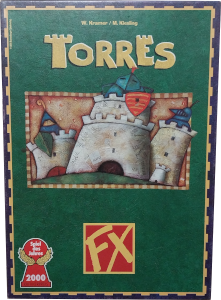 W. Kramer / M. Kiesling
TORRES
Spiel des
Jahres
2000
FX